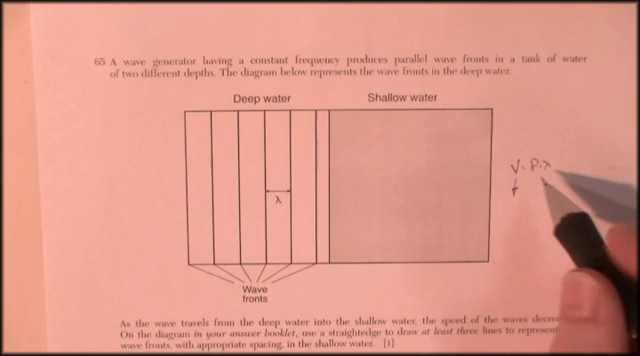 65 A wave generator having a constant frequency produces parallel wave fronts in a tank of water
of two different depths. The diagram below represents the wave fronts in the deep water.
Deep water
Shallow water
V=f·λ
λ
Wave
fronts
As the wave travels from the deep water into the shallow water, the speed of the waves
On the diagram in your answer booklet, use a straightedge to draw at least three lines to represent
wave fronts, with appropriate spacing, in the shallow water. [1]